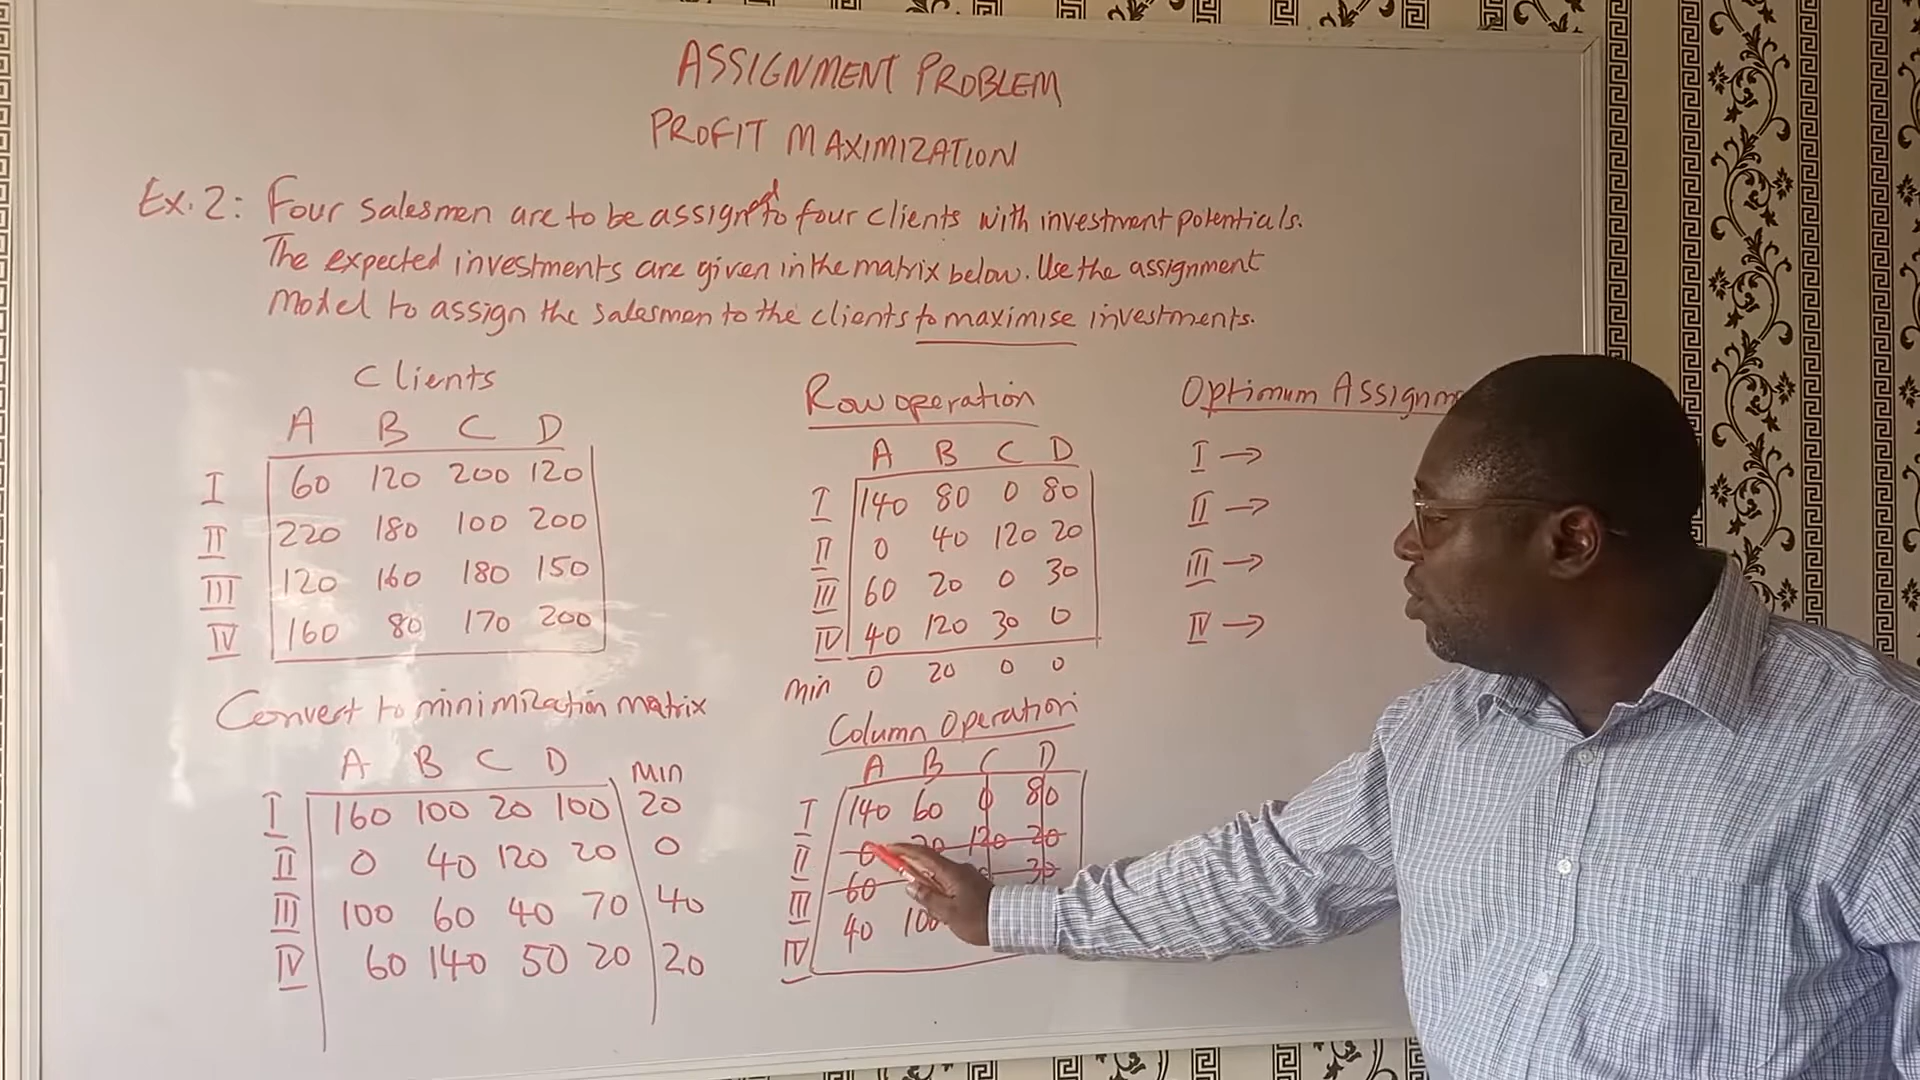 ASSIGNMENT PROBLEM
PROFIT MAXIMIZATION
Ex.2: Four salesmen are to be assigned to four clients with investment potentials.
The expected investments are given in the matrix below. Use the assignment
model to assign the salesmen to the clients to maximise investments.
Clients
A B C D
I 60 120 200 120
II 220 180 100 200
III 120 160 180 150
IV 160 80 170 200
Convert to minimization matrix
A B C D Min
I 160 100 20 100 20
II 0 40 120 20 0
III 100 60 40 70 40
IV 60 140 50 20 20
Row operation
A B C D
I 140 80 0 80
II 0 40 120 20
III 60 20 0 30
IV 40 120 30 0
min 0 20 0 0
Column Operation
A B C D
I 140 60 0 80
II 0 20 120 20
III 60 30
IV 40 100
Optimum
I →
II →
III →
IV →